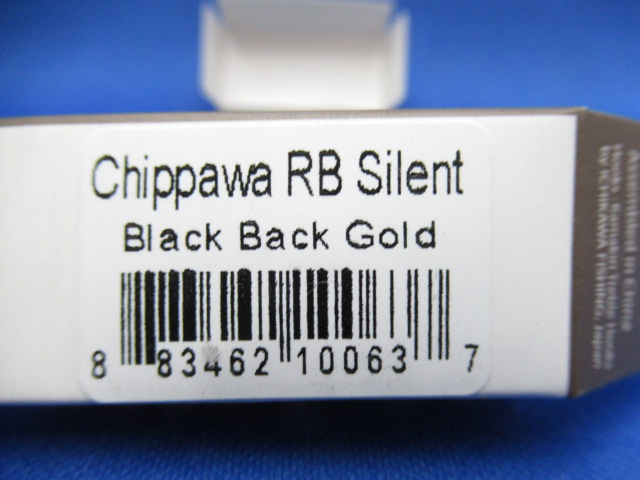 Chippawa RB Silent
Black Back Gold
8 83462 10063 7